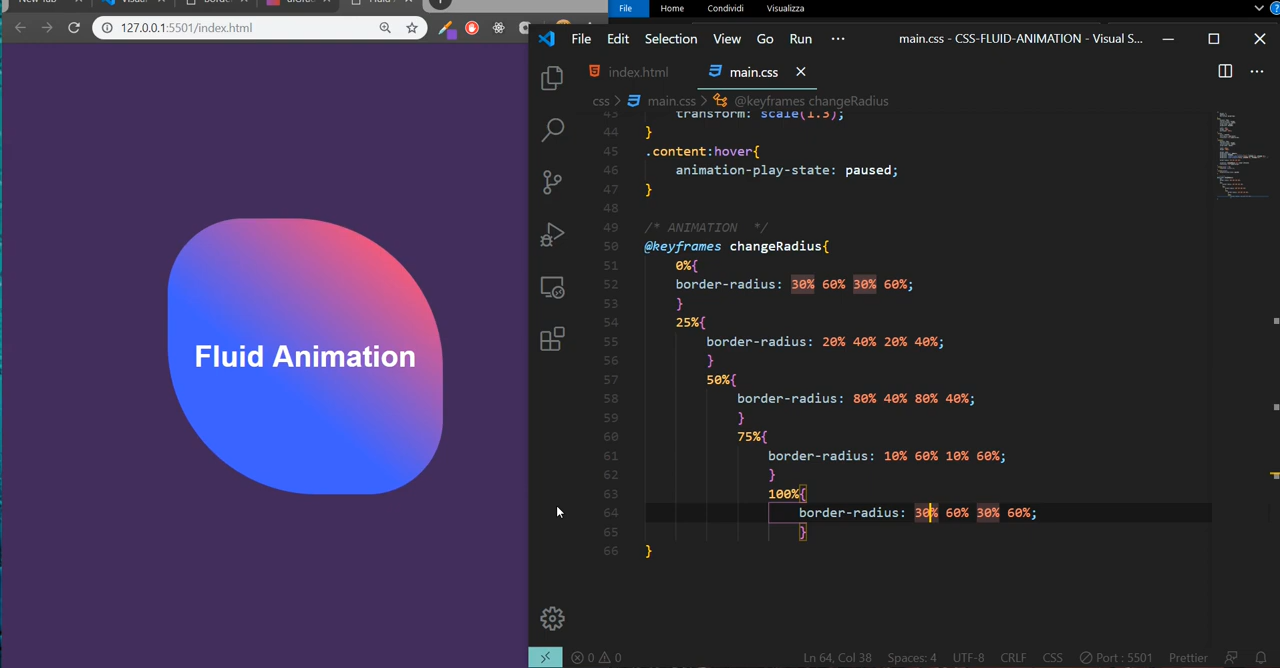 File Home Condividi Visualizza
127.0.0.1:5501/index.html
File Edit Selection View Go Run ··· main.css - CSS-FLUID-ANIMATION - Visual S...
index.html main.css
css > main.css > @keyframes changeRadius
43 transform: scale(1.3);
44 }
45 .content:hover{
46 animation-play-state: paused;
47 }
48
49 /* ANIMATION */
50 @keyframes changeRadius{
51 0%{
52 border-radius: 30% 60% 30% 60%;
53 }
54 25%{
55 border-radius: 20% 40% 20% 40%;
56 }
57 50%{
58 border-radius: 80% 40% 80% 40%;
59 }
60 75%{
61 border-radius: 10% 60% 10% 60%;
62 }
63 100%{
64 border-radius: 30% 60% 30% 60%;
65 }
66 }
Fluid Animation
0 0 Ln 64, Col 38 Spaces: 4 UTF-8 CRLF CSS Port : 5501 Prettier